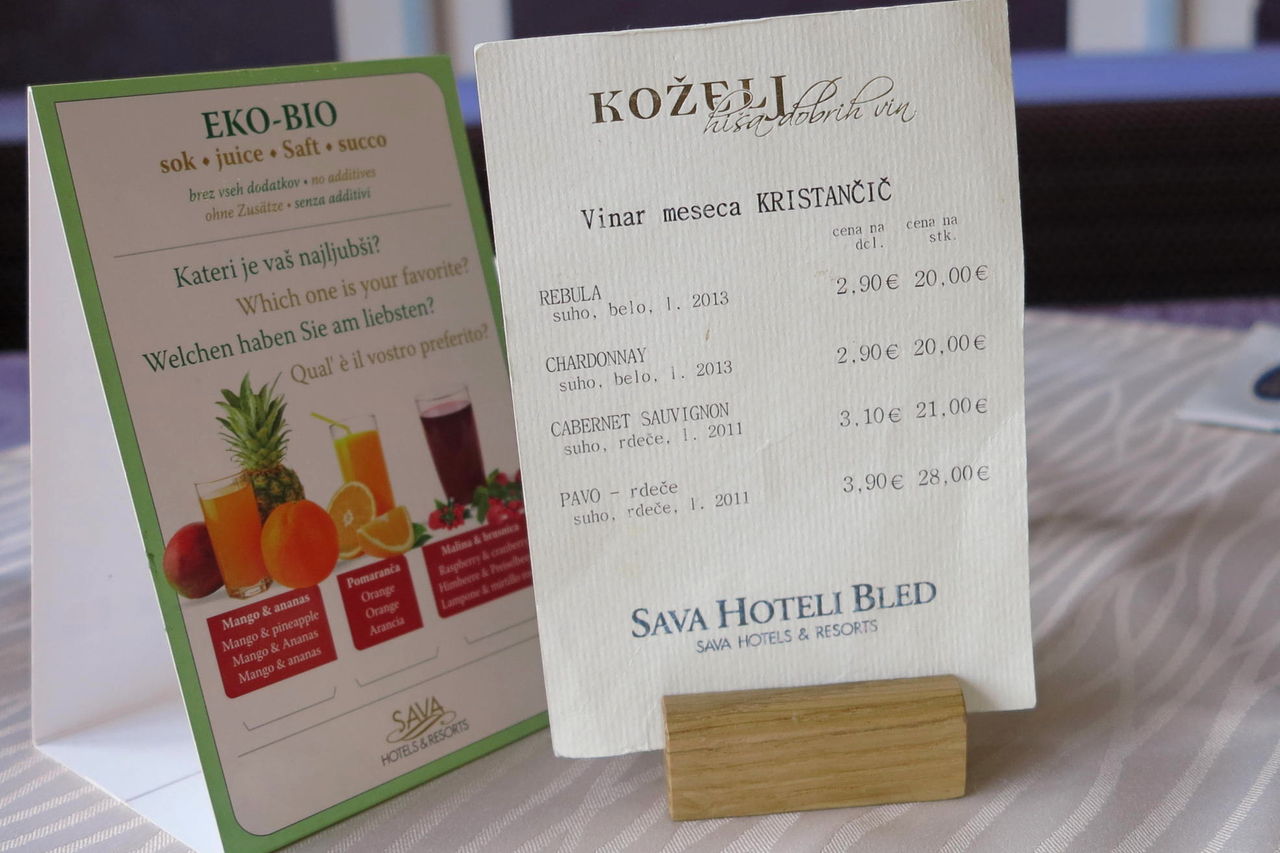 EKO-BIO
sok ♦ juice ♦ Saft ♦ succo
brez vseh dodatkov • no additives
ohne Zusätze • senza additivi
Kateri je vaš najljubši?
Which one is your favorite?
Welchen haben Sie am liebsten?
Qual' è il vostro preferito?
Mango & ananas
Mango & pineapple
Mango & Ananas
Mango & ananas
Pomaranča
Orange
Orange
Arancia
Malina & brusnica
Raspberry & cranberry
Himbeere & Preiselbeer
Lampone & mirtillo
SAVA
HOTELS & RESORTS
KOŽELJ
hiša dobrih vin
Vinar meseca KRISTANČIČ
cena na cena na
dcl. stk.
REBULA 2,90€ 20,00€
suho, belo, l. 2013
CHARDONNAY 2,90€ 20,00€
suho, belo, l. 2013
CABERNET SAUVIGNON 3,10€ 21,00€
suho, rdeče, l. 2011
PAVO - rdeče 3,90€ 28,00€
suho, rdeče, l. 2011
SAVA HOTELI BLED
SAVA HOTELS & RESORTS